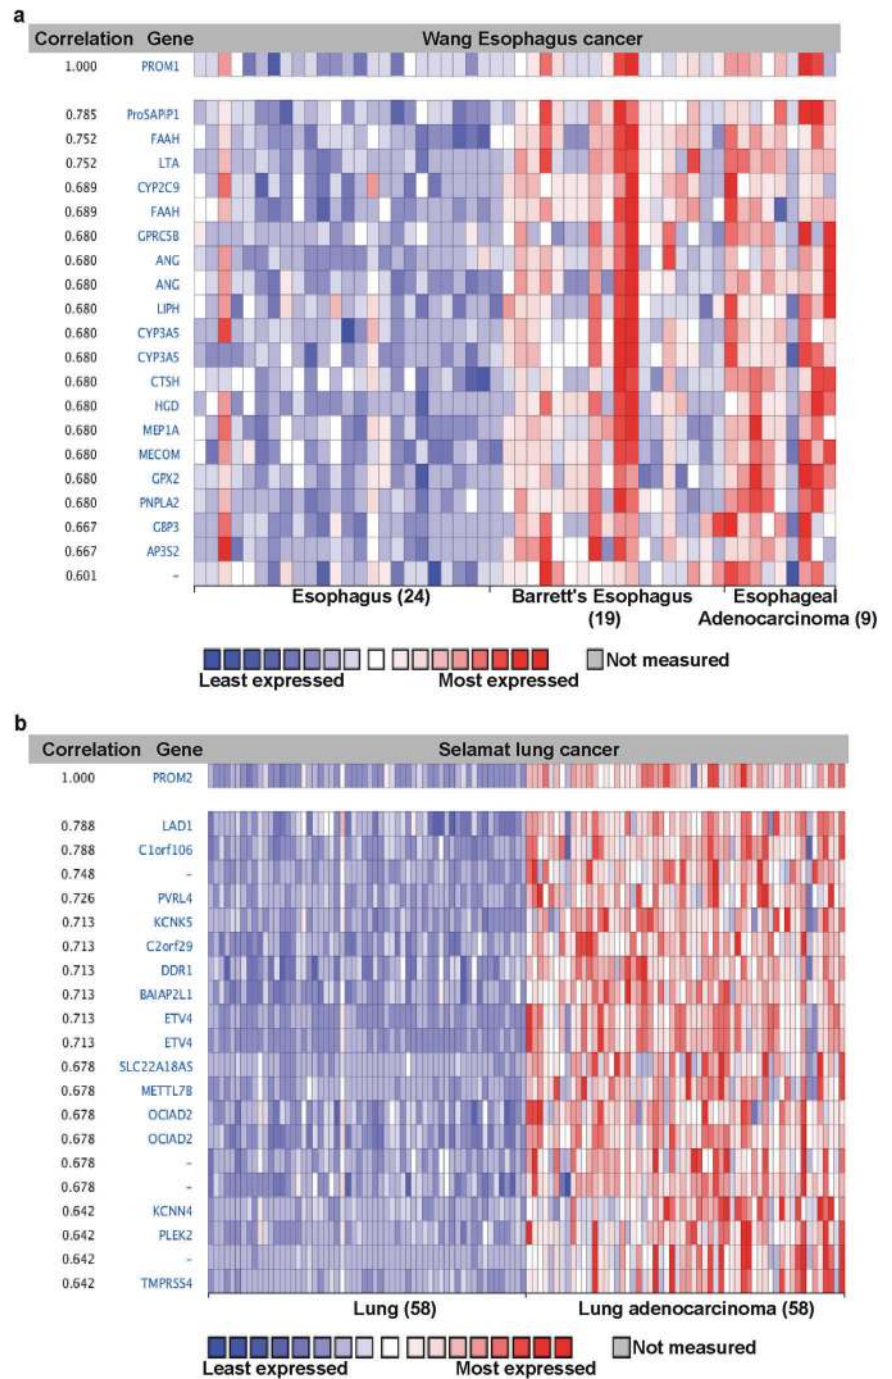 a
Correlation Gene Wang Esophagus cancer
1.000 PROM1
0.785 ProSAPiP1
0.752 FAAH
0.752 LTA
0.689 CYP2C9
0.689 FAAH
0.680 GPRC5B
0.680 ANG
0.680 ANG
0.680 LIPH
0.680 CYP3A5
0.680 CYP3A5
0.680 CTSH
0.680 HGD
0.680 MEP1A
0.680 MECOM
0.680 GPX2
0.680 PNPLA2
0.667 GBP3
0.667 AP3S2
0.601 -
Esophagus (24) Barrett's Esophagus (19) Esophageal Adenocarcinoma (9)
Least expressed Most expressed Not measured
b
Correlation Gene Selamat lung cancer
1.000 PROM2
0.788 LAD1
0.788 C1orf106
0.748 -
0.726 PVRL4
0.713 KCNK5
0.713 C2orf29
0.713 DDR1
0.713 BAIAP2L1
0.713 ETV4
0.713 ETV4
0.678 SLC22A18AS
0.678 METTL7B
0.678 OCIAD2
0.678 OCIAD2
0.678 -
0.678 -
0.642 KCNN4
0.642 PLEK2
0.642 -
0.642 TMPRSS4
Lung (58) Lung adenocarcinoma (58)
Least expressed Most expressed Not measured